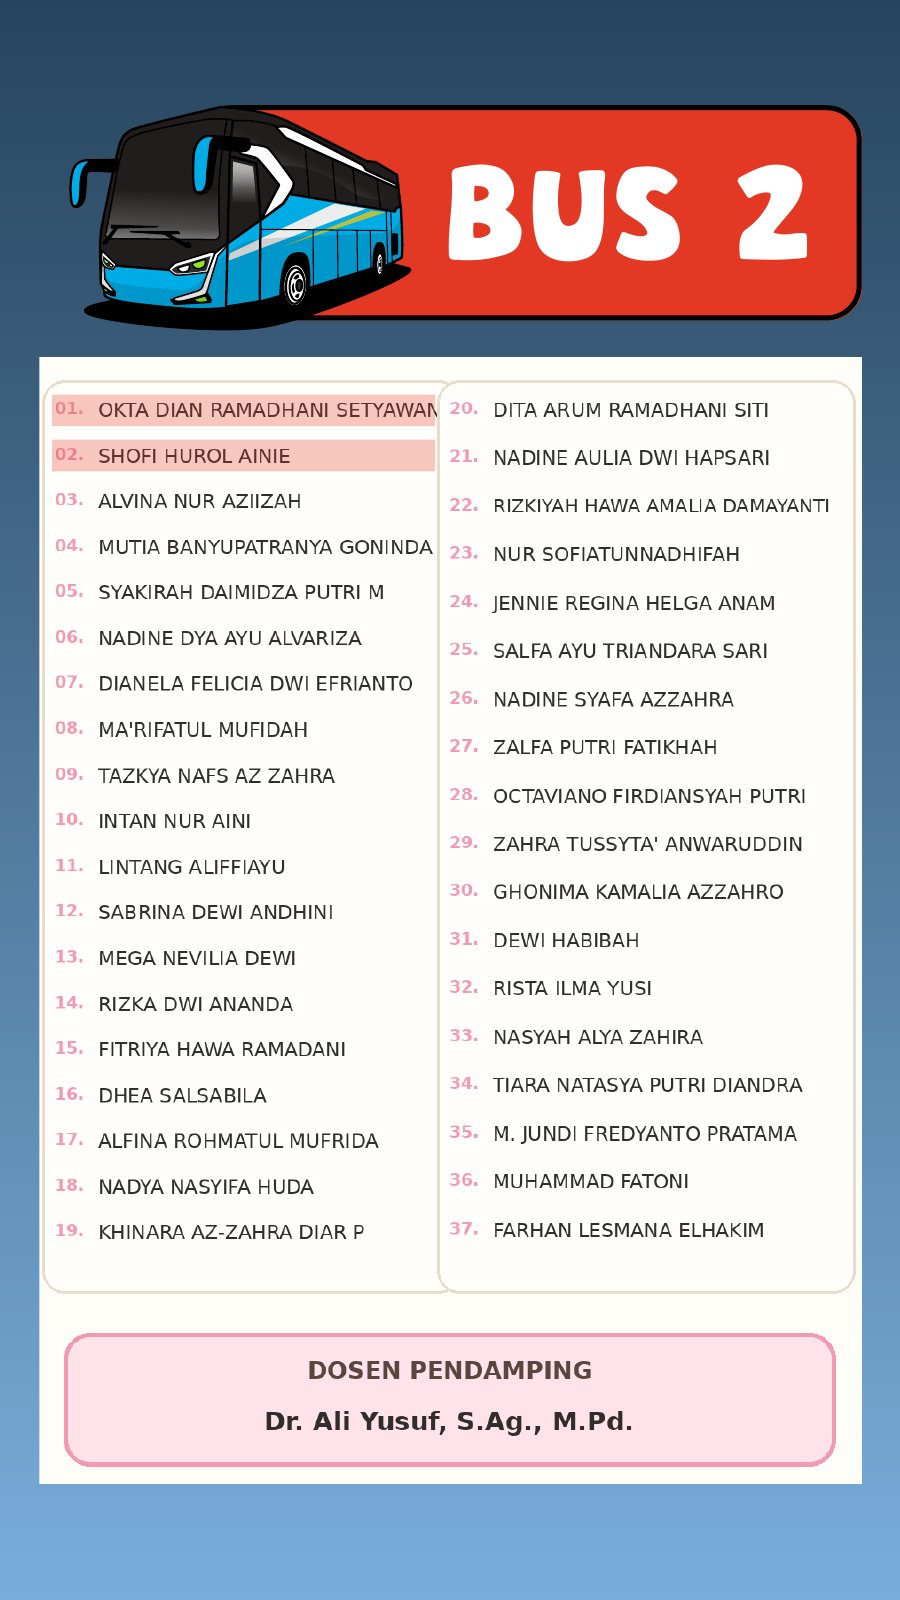 BUS 2
01. OKTA DIAN RAMADHANI SETYAWAN
02. SHOFI HUROL AINIE
03. ALVINA NUR AZIIZAH
04. MUTIA BANYUPATRANYA GONINDA
05. SYAKIRAH DAIMIDZA PUTRI M
06. NADINE DYA AYU ALVARIZA
07. DIANELA FELICIA DWI EFRIANTO
08. MA'RIFATUL MUFIDAH
09. TAZKYA NAFS AZ ZAHRA
10. INTAN NUR AINI
11. LINTANG ALIFFIAYU
12. SABRINA DEWI ANDHINI
13. MEGA NEVILIA DEWI
14. RIZKA DWI ANANDA
15. FITRIYA HAWA RAMADANI
16. DHEA SALSABILA
17. ALFINA ROHMATUL MUFRIDA
18. NADYA NASYIFA HUDA
19. KHINARA AZ-ZAHRA DIAR P
20. DITA ARUM RAMADHANI SITI
21. NADINE AULIA DWI HAPSARI
22. RIZKIYAH HAWA AMALIA DAMAYANTI
23. NUR SOFIATUNNADHIFAH
24. JENNIE REGINA HELGA ANAM
25. SALFA AYU TRIANDARA SARI
26. NADINE SYAFA AZZAHRA
27. ZALFA PUTRI FATIKHAH
28. OCTAVIANO FIRDIANSYAH PUTRI
29. ZAHRA TUSSYTA' ANWARUDDIN
30. GHONIMA KAMALIA AZZAHRO
31. DEWI HABIBAH
32. RISTA ILMA YUSI
33. NASYAH ALYA ZAHIRA
34. TIARA NATASYA PUTRI DIANDRA
35. M. JUNDI FREDYANTO PRATAMA
36. MUHAMMAD FATONI
37. FARHAN LESMANA ELHAKIM
DOSEN PENDAMPING
Dr. Ali Yusuf, S.Ag., M.Pd.